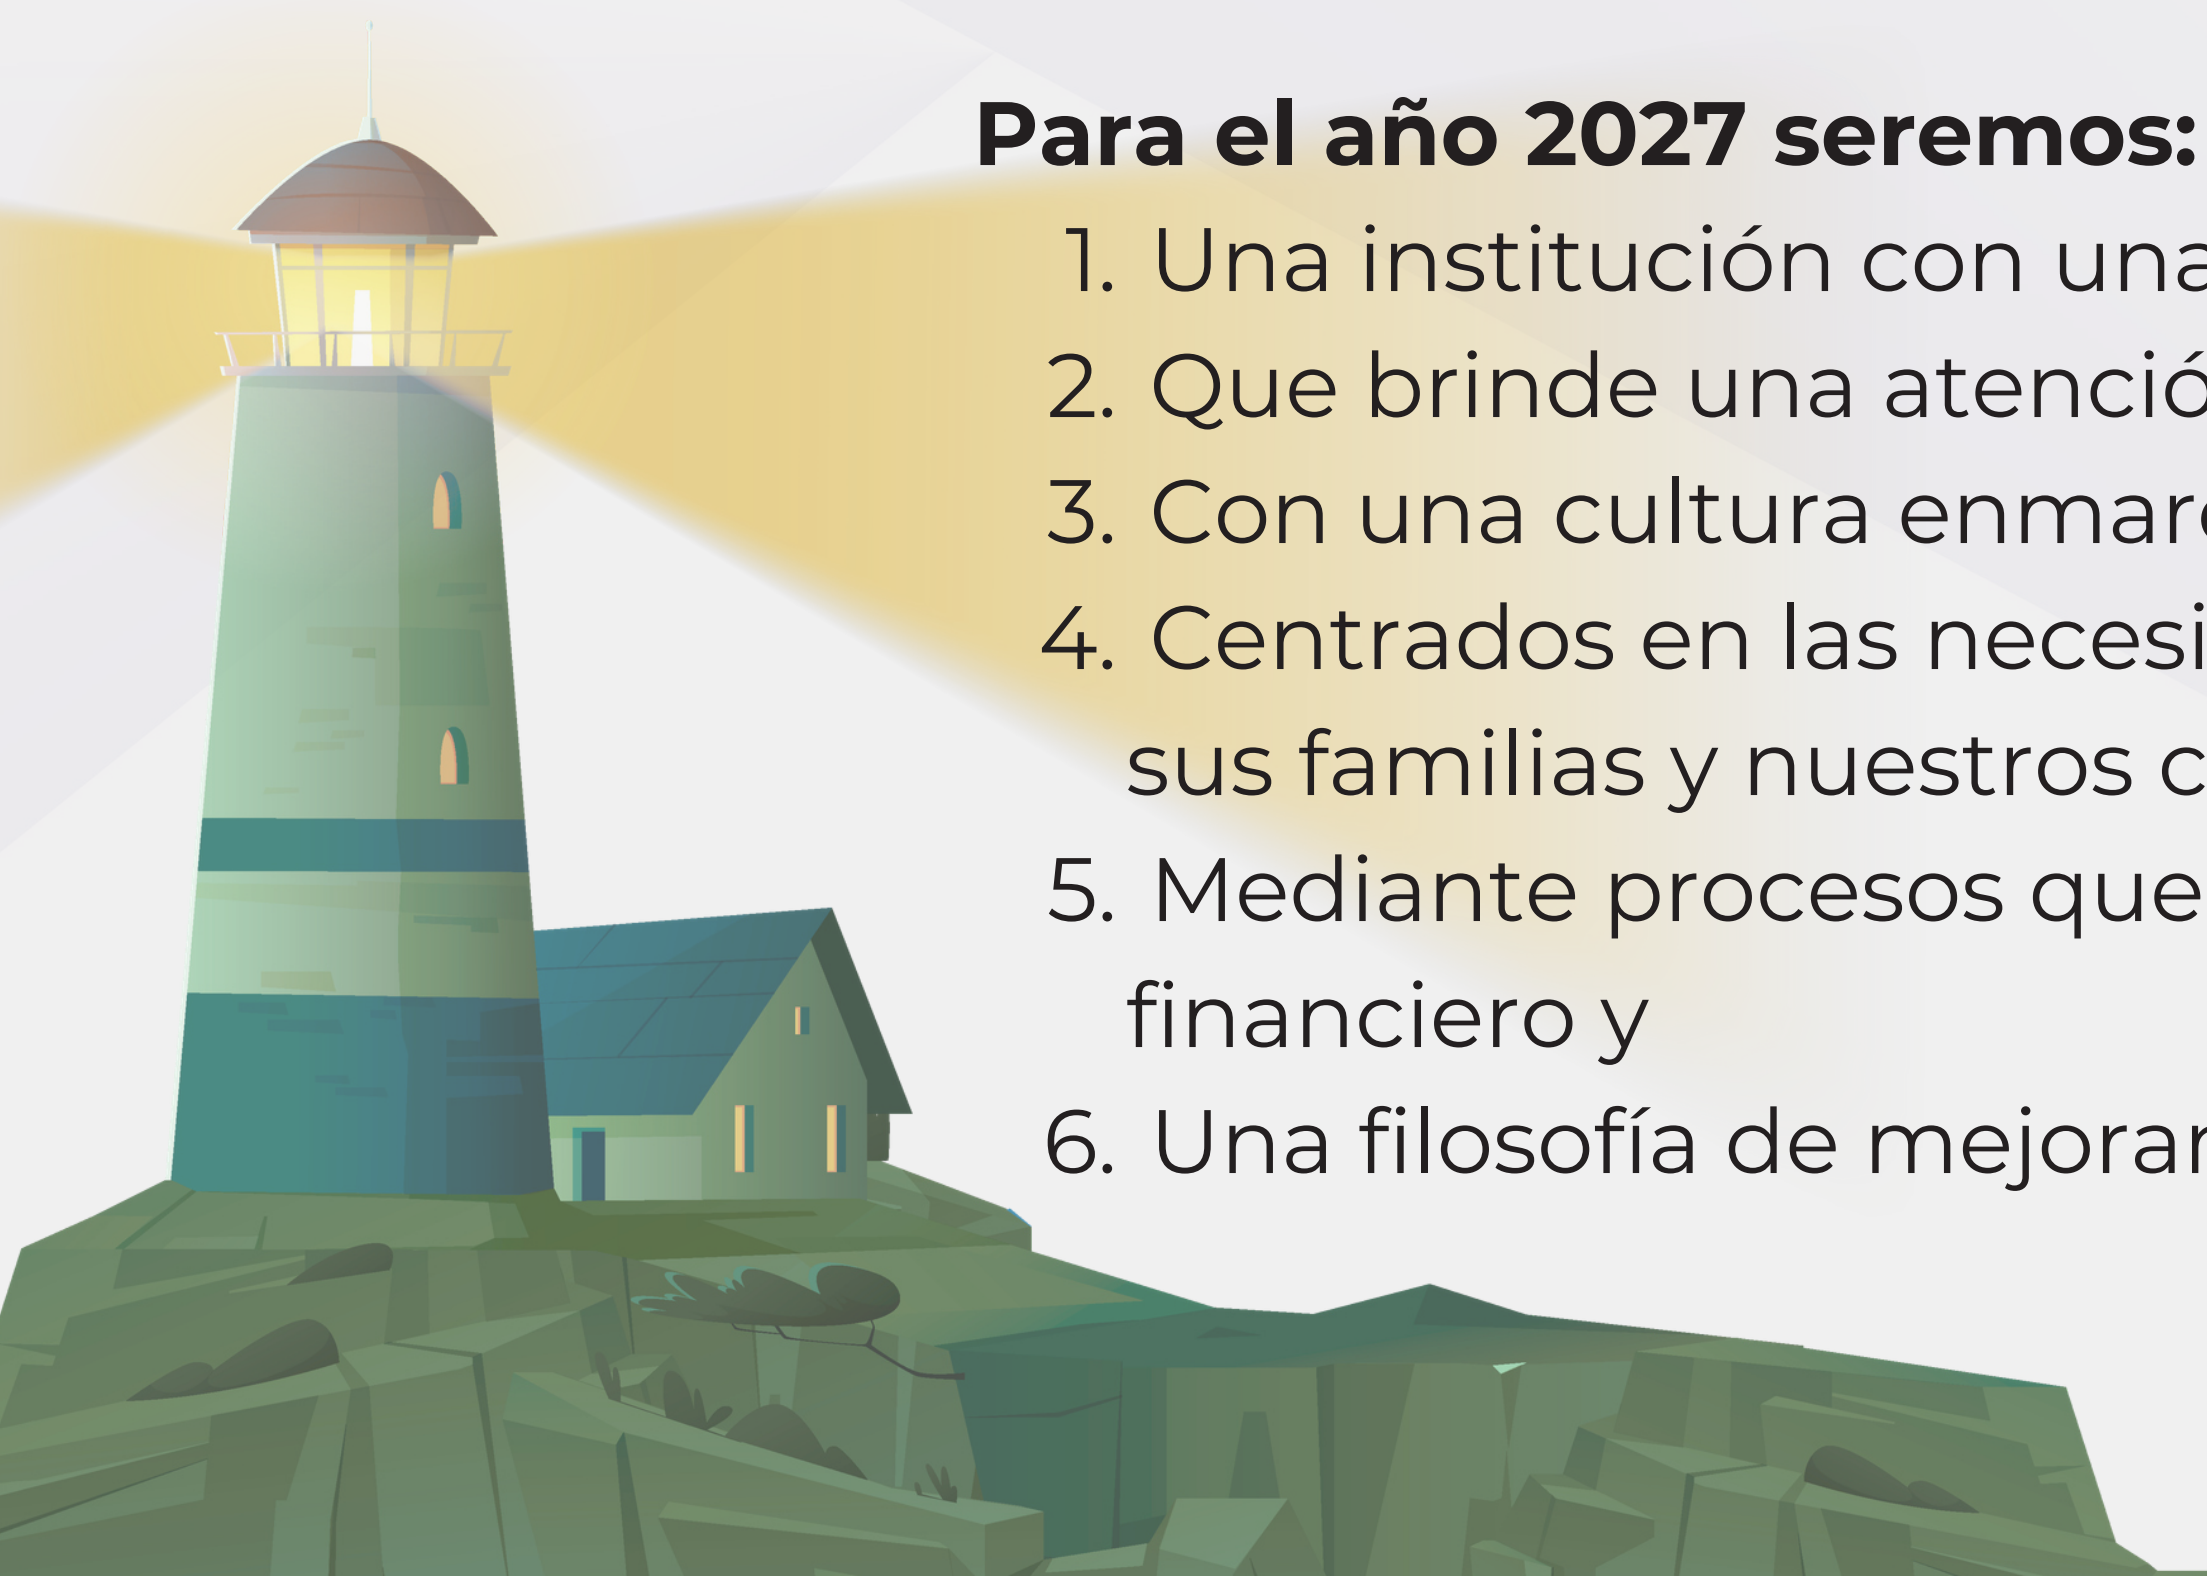 Para el año 2027 seremos:
1. Una institución con una
2. Que brinde una atenció
3. Con una cultura enmar
4. Centrados en las necesi
sus familias y nuestros c
5. Mediante procesos que
financiero y
6. Una filosofía de mejorar